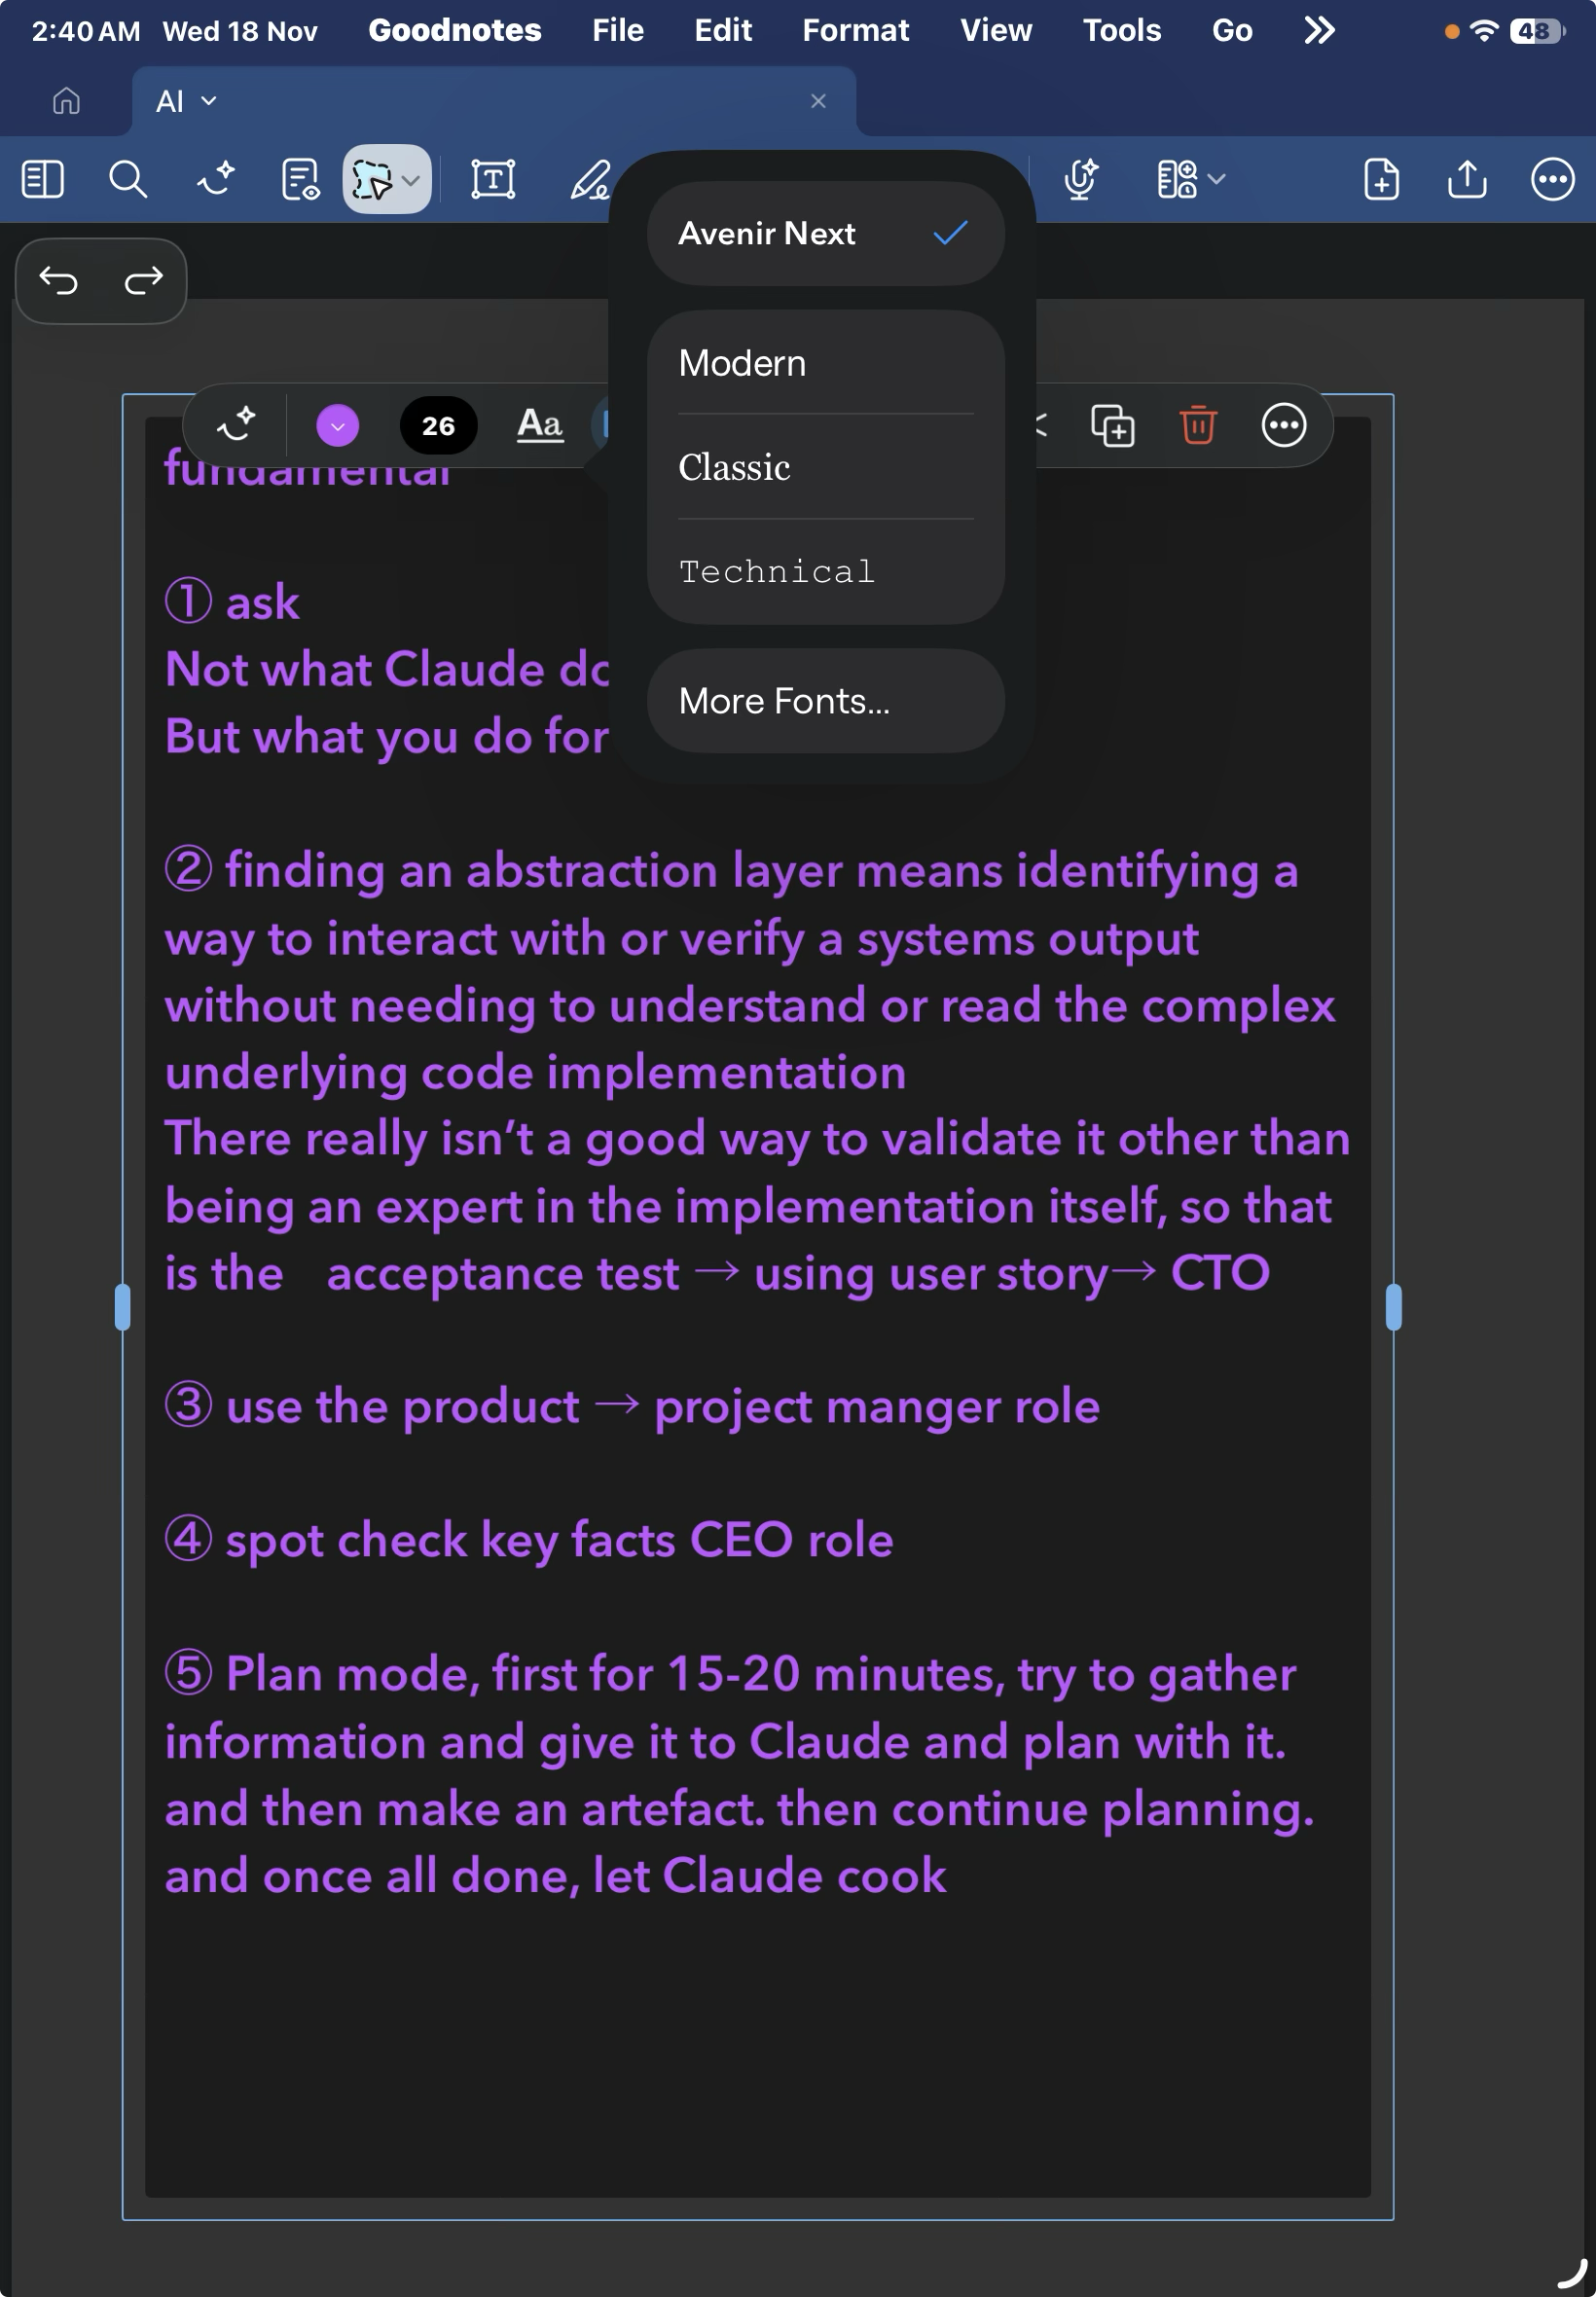 2:40 AM Wed 18 Nov Goodnotes File Edit Format View Tools Go
48
AI
Avenir Next
Modern
Classic
Technical
More Fonts...
26 Aa
fundamental
① ask
Not what Claude
But what you do for
② finding an abstraction layer means identifying a
way to interact with or verify a systems output
without needing to understand or read the complex
underlying code implementation
There really isn’t a good way to validate it other than
being an expert in the implementation itself, so that
is the acceptance test → using user story→ CTO
③ use the product → project manger role
④ spot check key facts CEO role
⑤ Plan mode, first for 15-20 minutes, try to gather
information and give it to Claude and plan with it.
and then make an artefact. then continue planning.
and once all done, let Claude cook